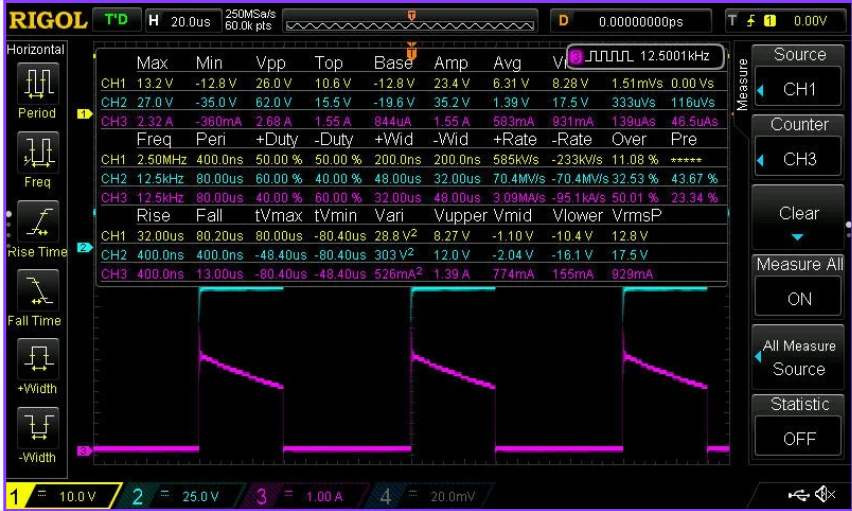 RIGOL T'D H 20.0us 250MSa/s 60.0k pts D 0.00000000ps T 1 0.00V
Horizontal
Period
Freq
Rise Time
Fall Time
+Width
-Width
3 12.5001kHz
Max Min Vpp Top Base Amp Avg
CH1 13.2 V -12.8 V 26.0 V 10.6 V -12.8 V 23.4 V 6.31 V 8.28 V 1.51mVs 0.00 Vs
CH2 27.0 V -35.0 V 62.0 V 15.5 V -19.6 V 35.2 V 1.39 V 17.5 V 333uVs 116uVs
CH3 2.32 A -360mA 2.68 A 1.55 A 844uA 1.55 A 583mA 931mA 139uAs 46.5uAs
Freq Peri +Duty -Duty +Wid -Wid +Rate -Rate Over Pre
CH1 2.50MHz 400.0ns 50.00 % 50.00 % 200.0ns 200.0ns 585kV/s -233kV/s 11.08 % *****
CH2 12.5kHz 80.00us 60.00 % 40.00 % 48.00us 32.00us 70.4MV/s -70.4MV/s 32.53 % 43.67 %
CH3 12.5kHz 80.00us 40.00 % 60.00 % 32.00us 48.00us 3.09MA/s -95.1kA/s 50.01 % 23.34 %
Rise Fall tVmax tVmin Vari Vupper Vmid Vlower VrmsP
CH1 32.00us 80.20us 80.00us -80.40us 28.8 V² 8.27 V -1.10 V -10.4 V 12.8 V
CH2 400.0ns 400.0ns -48.40us -80.40us 303 V² 12.0 V -2.04 V -16.1 V 17.5 V
CH3 400.0ns 13.00us -80.40us -48.40us 526mA² 1.39 A 774mA 155mA 929mA
1
2
3
T
Measure
Source
CH1
Counter
CH3
Clear
Measure All
ON
All Measure
Source
Statistic
OFF
1 = 10.0 V 2 = 25.0 V 3 = 1.00 A 4 = 20.0mV